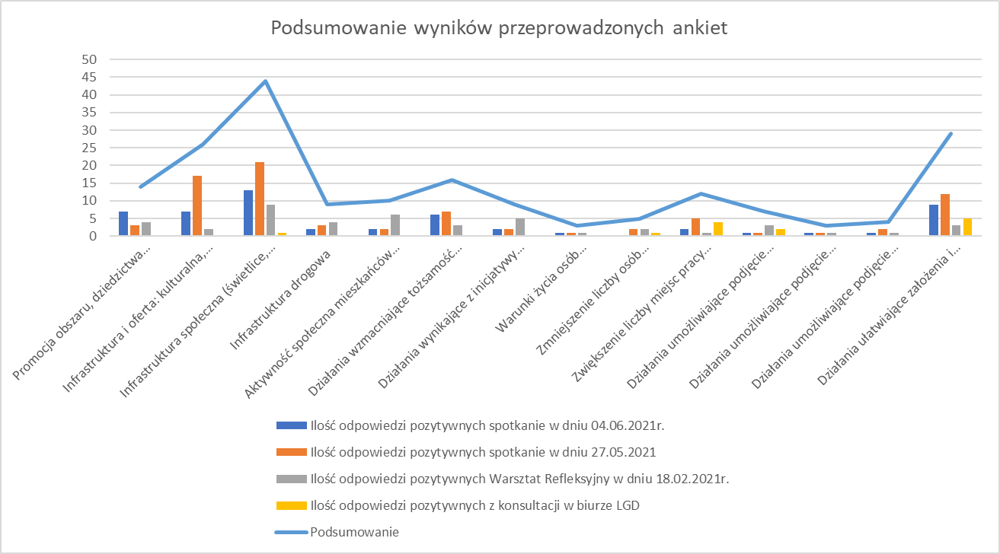 Podsumowanie wyników przeprowadzonych ankiet
50
45
40
35
30
25
20
15
10
5
0
Promocja obszaru, dziedzictwa...
Infrastruktura i oferta: kulturalna,...
Infrastruktura społeczna (świetlice,...
Infrastruktura drogowa
Aktywność społeczna mieszkańców...
Działania wzmacniające tożsamość...
Działania wynikające z inicjatywy...
Warunki życia osób...
Zmniejszenie liczby osób...
Zwiększenie liczby miejsc pracy...
Działania umożliwiające podjęcie...
Działania umożliwiające podjęcie...
Działania umożliwiające podjęcie...
Działania ułatwiające założenia i...
Ilość odpowiedzi pozytywnych spotkanie w dniu 04.06.2021r.
Ilość odpowiedzi pozytywnych spotkanie w dniu 27.05.2021
Ilość odpowiedzi pozytywnych Warsztat Refleksyjny w dniu 18.02.2021r.
Ilość odpowiedzi pozytywnych z konsultacji w biurze LGD
Podsumowanie